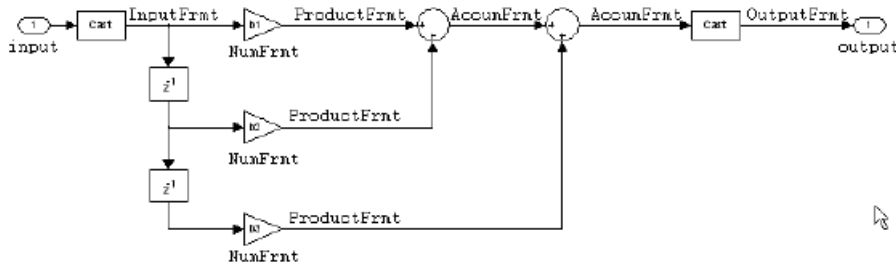 InputFrmt ProductFrmt AccumFrmt AccumFrmt OutputFrmt
1 Cast b1 + + Cast 1
input NumFrmt output
z-1
ProductFrmt
b2
NumFrmt
z-1
ProductFrmt
b3
NumFrmt